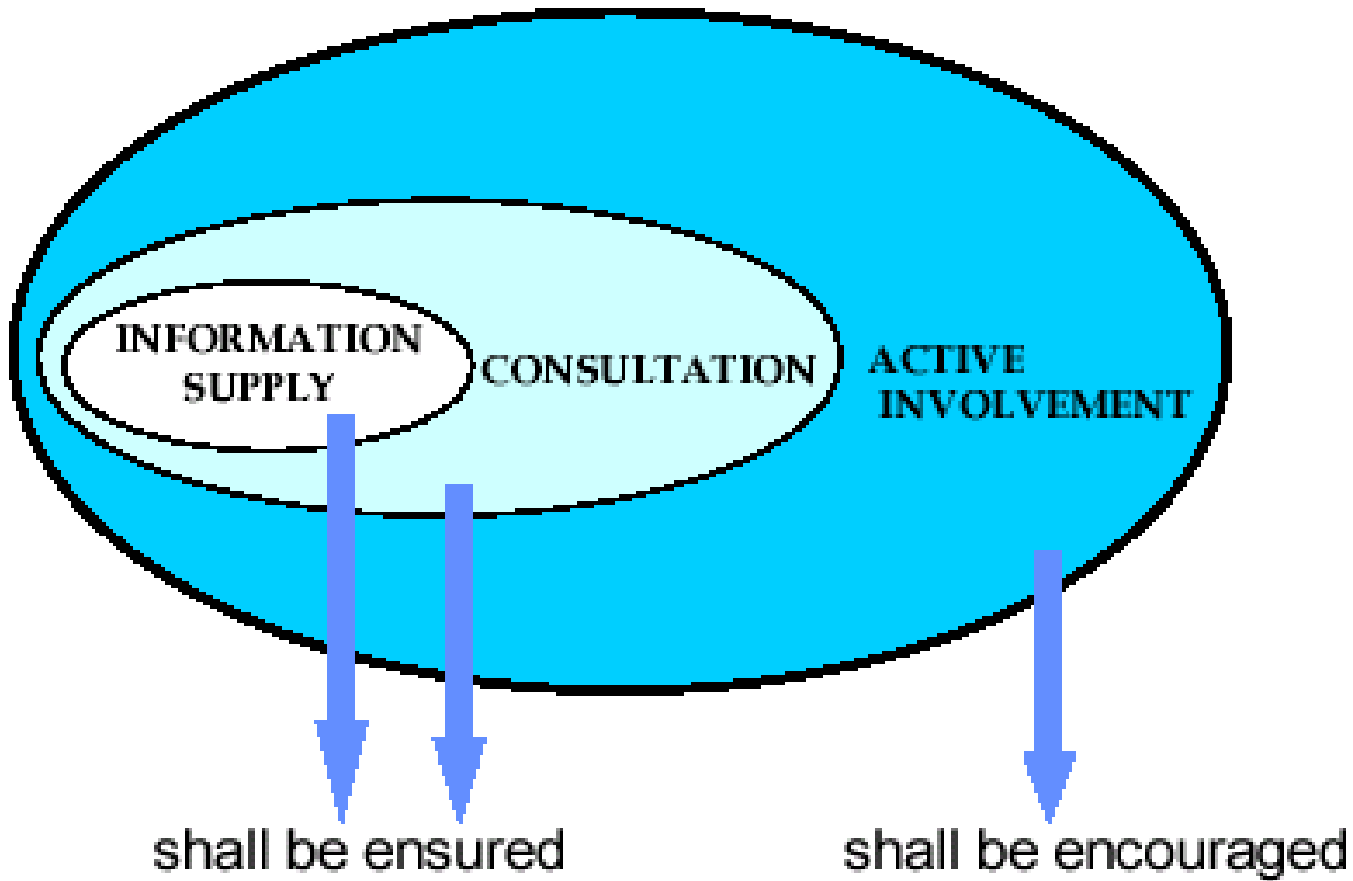 INFORMATION
SUPPLY
CONSULTATION
ACTIVE
INVOLVEMENT
shall be ensured
shall be encouraged